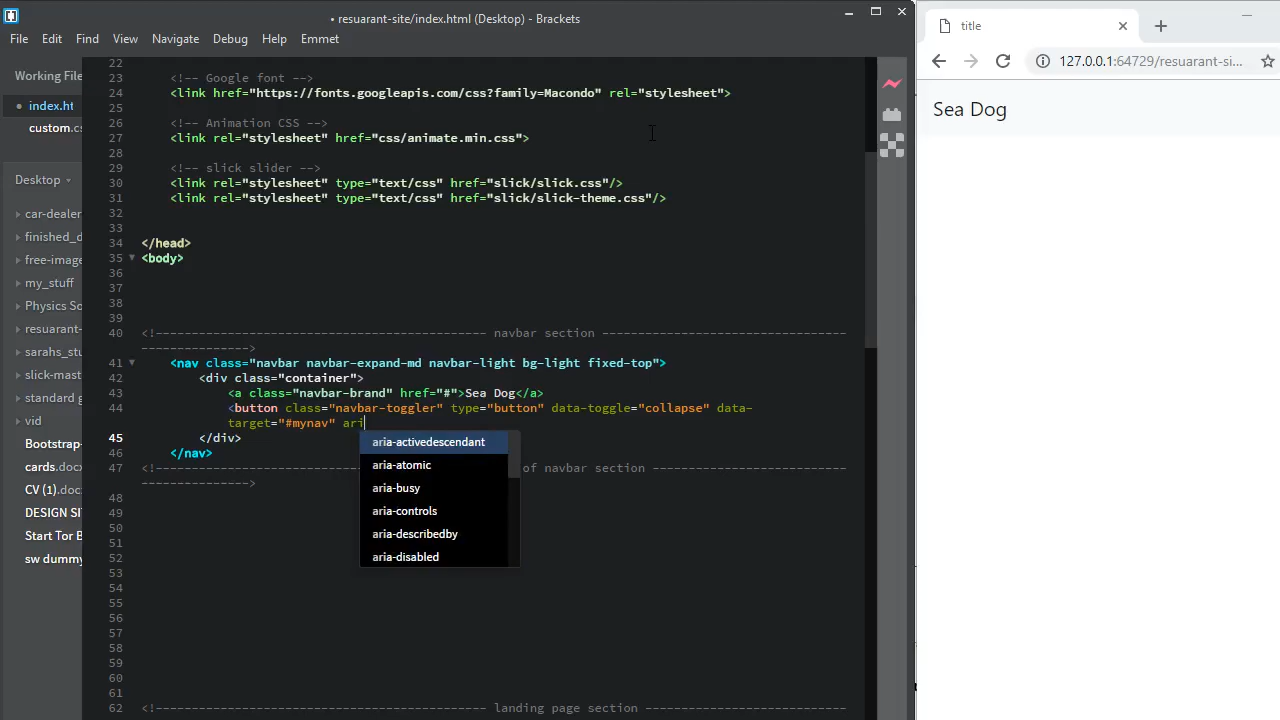 • resuarant-site/index.html (Desktop) - Brackets
File Edit Find View Navigate Debug Help Emmet
Working File
• index.ht
custom.cs
Desktop
car-dealer
finished_d
free-image
my_stuff
Physics So
resuarant-
sarahs_stu
slick-mast
standard g
vid
Bootstrap-
cards.docx
CV (1).docx
DESIGN SIT
Start Tor B
sw dummy
22
23 <!-- Google font -->
24 <link href="https://fonts.googleapis.com/css?family=Macondo" rel="stylesheet">
25
26 <!-- Animation CSS -->
27 <link rel="stylesheet" href="css/animate.min.css">
28
29 <!-- slick slider -->
30 <link rel="stylesheet" type="text/css" href="slick/slick.css"/>
31 <link rel="stylesheet" type="text/css" href="slick/slick-theme.css"/>
32
33
34 </head>
35 <body>
36
37
38
39
40 <!---------------------------------------------- navbar section ----------------------------------
--------------->
41 <nav class="navbar navbar-expand-md navbar-light bg-light fixed-top">
42 <div class="container">
43 <a class="navbar-brand" href="#">Sea Dog</a>
44 <button class="navbar-toggler" type="button" data-toggle="collapse" data-
target="#mynav" ari
45 </div>
46 </nav>
47 <!---------------------------------------------- of navbar section ---------------------------
--------------->
aria-activedescendant
aria-atomic
aria-busy
aria-controls
aria-describedby
aria-disabled
48
49
50
51
52
53
54
55
56
57
58
59
60
61
62 <!---------------------------------------------- landing page section ----------------------------
title
127.0.0.1:64729/resuarant-si...
Sea Dog